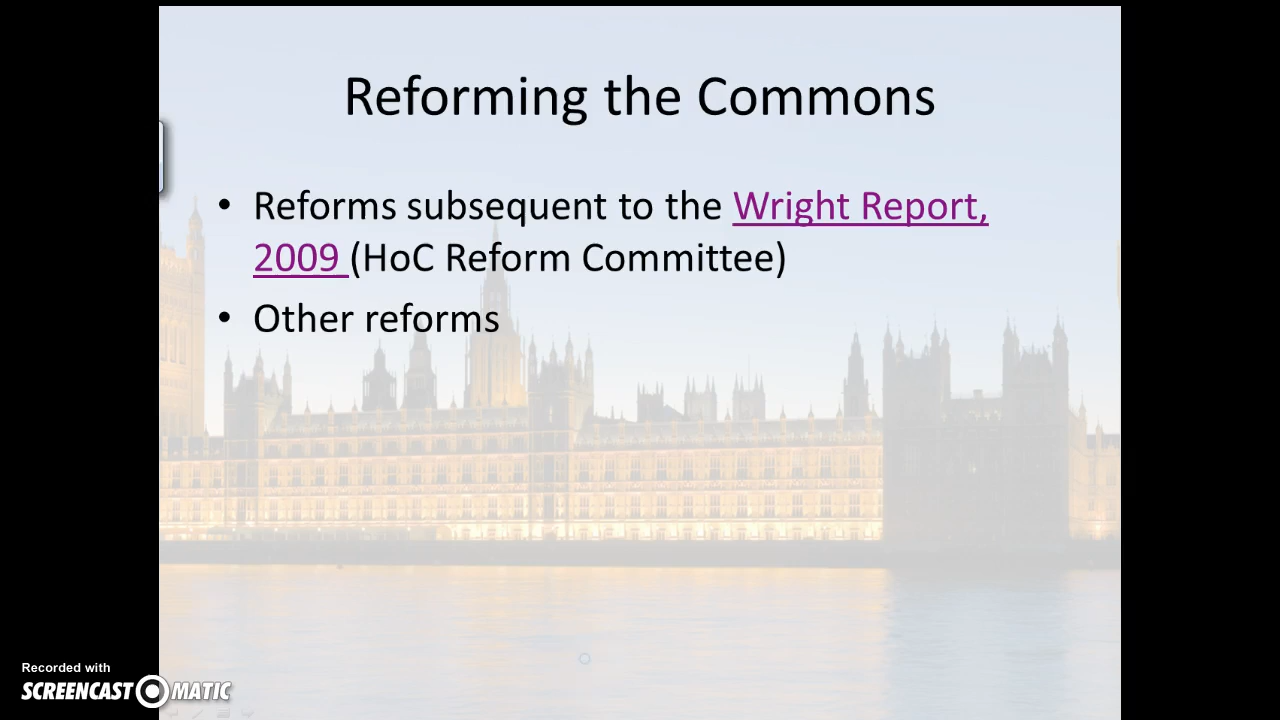 Reforming the Commons
• Reforms subsequent to the Wright Report,
2009 (HoC Reform Committee)
• Other reforms
Recorded with
SCREENCAST MATIC